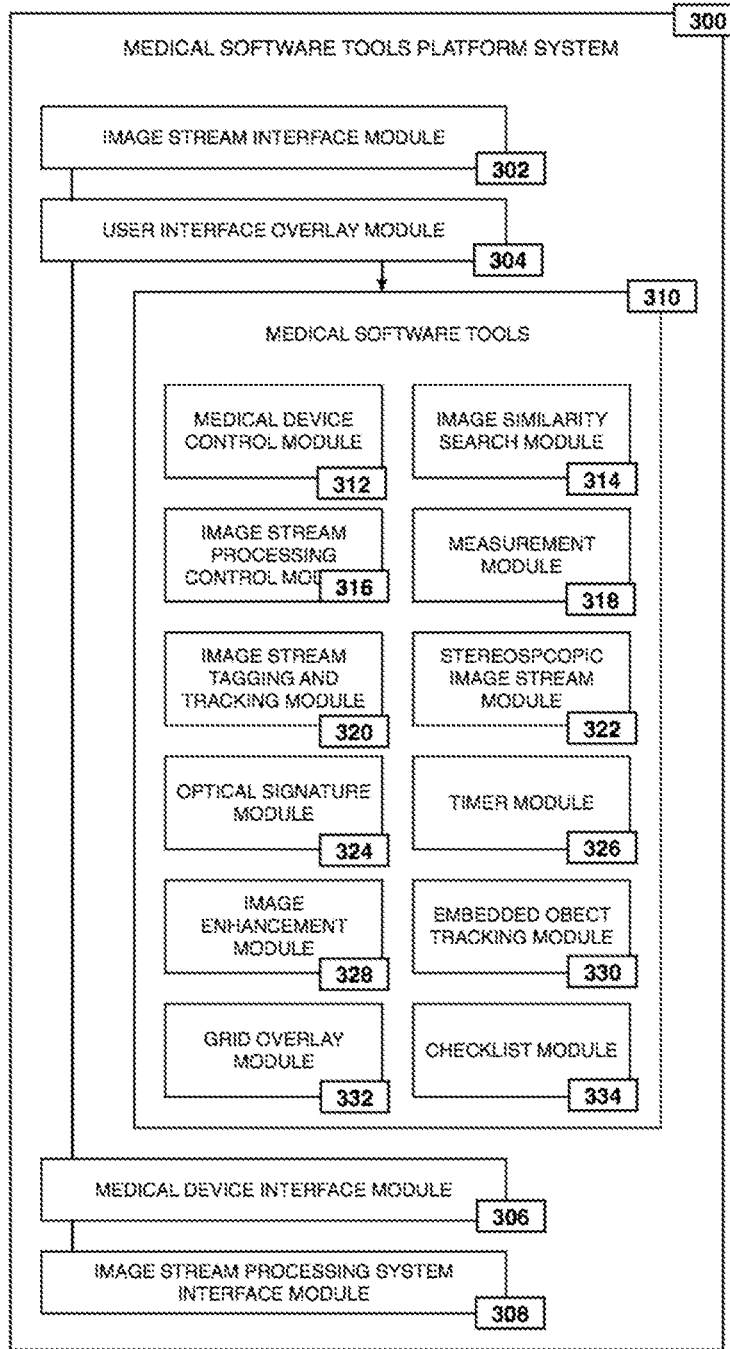 300
MEDICAL SOFTWARE TOOLS PLATFORM SYSTEM
IMAGE STREAM INTERFACE MODULE
302
USER INTERFACE OVERLAY MODULE
304
310
MEDICAL SOFTWARE TOOLS
MEDICAL DEVICE
CONTROL MODULE
312
IMAGE SIMILARITY
SEARCH MODULE
314
IMAGE STREAM
PROCESSING
CONTROL MOD
316
MEASUREMENT
MODULE
318
IMAGE STREAM
TAGGING AND
TRACKING MODULE
320
STEREOSPCOPIC
IMAGE STREAM
MODULE
322
OPTICAL SIGNATURE
MODULE
324
TIMER MODULE
326
IMAGE
ENHANCEMENT
MODULE
328
EMBEDDED OBECT
TRACKING MODULE
330
GRID OVERLAY
MODULE
332
CHECKLIST MODULE
334
MEDICAL DEVICE INTERFACE MODULE
306
IMAGE STREAM PROCESSING SYSTEM
INTERFACE MODULE
308